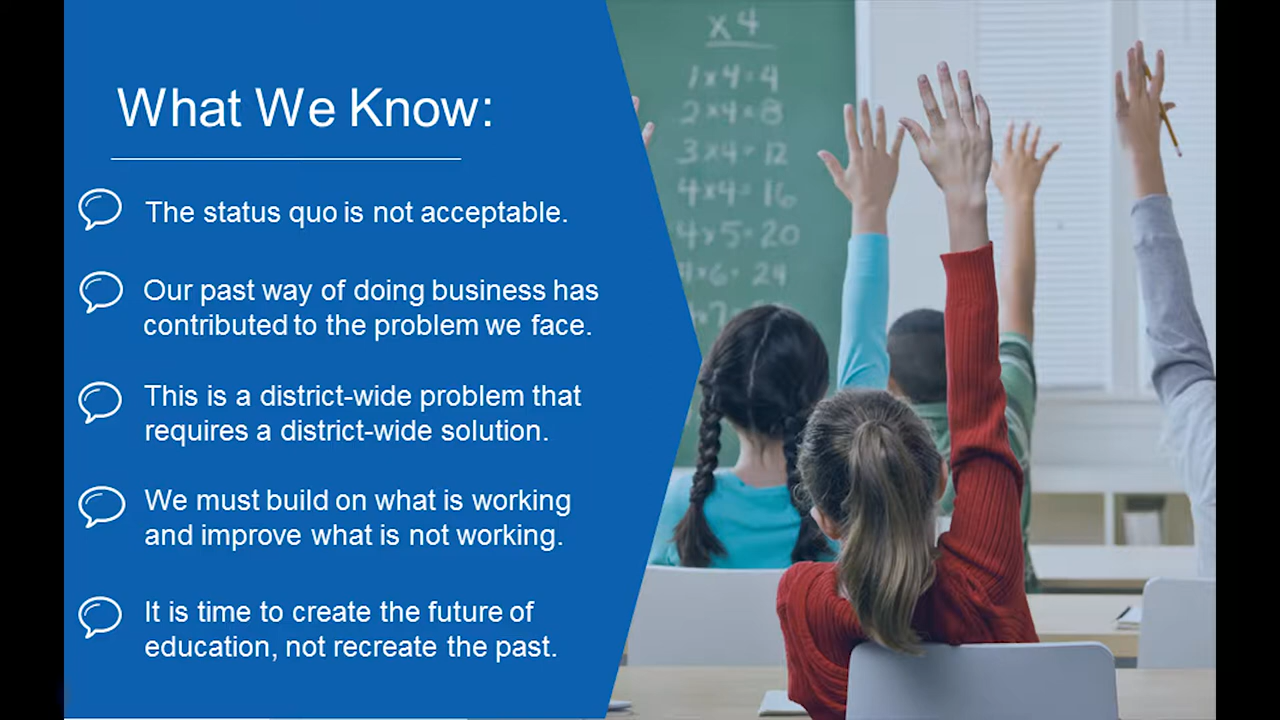 What We Know:
The status quo is not acceptable.
Our past way of doing business has
contributed to the problem we face.
This is a district-wide problem that
requires a district-wide solution.
We must build on what is working
and improve what is not working.
It is time to create the future of
education, not recreate the past.
x 4
1x4=4
2x4=8
3x4=12
4x4=16
4x5=20